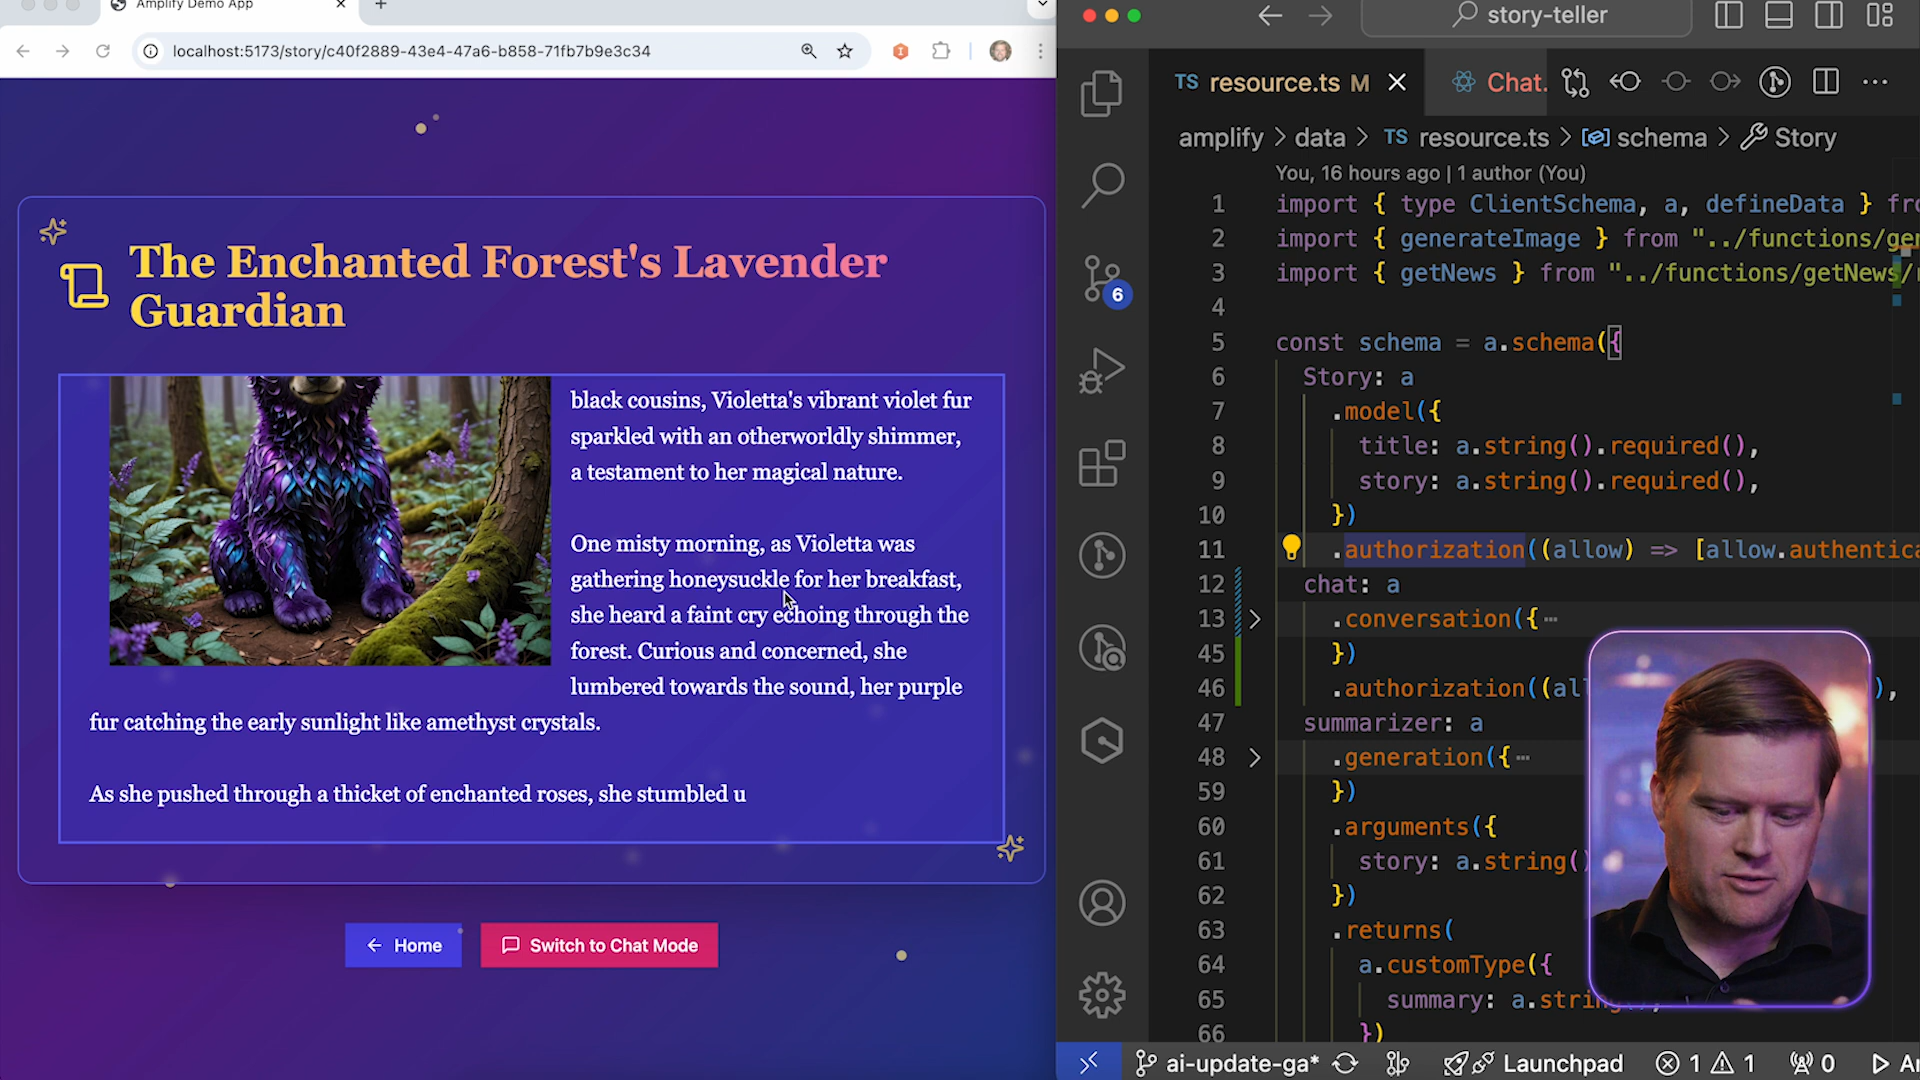 Amplify Demo App
localhost:5173/story/c40f2889-43e4-47a6-b858-71fb7b9e3c34
The Enchanted Forest's Lavender
Guardian
black cousins, Violetta's vibrant violet fur
sparkled with an otherworldly shimmer,
a testament to her magical nature.
One misty morning, as Violetta was
gathering honeysuckle for her breakfast,
she heard a faint cry echoing through the
forest. Curious and concerned, she
lumbered towards the sound, her purple
fur catching the early sunlight like amethyst crystals.
As she pushed through a thicket of enchanted roses, she stumbled u
Home
Switch to Chat Mode
story-teller
TS resource.ts M
Chat.
amplify > data > TS resource.ts > schema > Story
You, 16 hours ago | 1 author (You)
1 import { type ClientSchema, a, defineData } fro
2 import { generateImage } from "../functions/gen
3 import { getNews } from "../functions/getNews/r
4
5 const schema = a.schema({
6 Story: a
7 .model({
8 title: a.string().required(),
9 story: a.string().required(),
10 })
11 .authorization((allow) => [allow.authentica
12 chat: a
13 .conversation({
45 })
46 .authorization((al ),
47 summarizer: a
48 .generation({
59 })
60 .arguments({
61 story: a.string()
62 })
63 .returns(
64 a.customType({
65 summary: a.string
66 })
6
ai-update-ga*
Launchpad
1
1
0